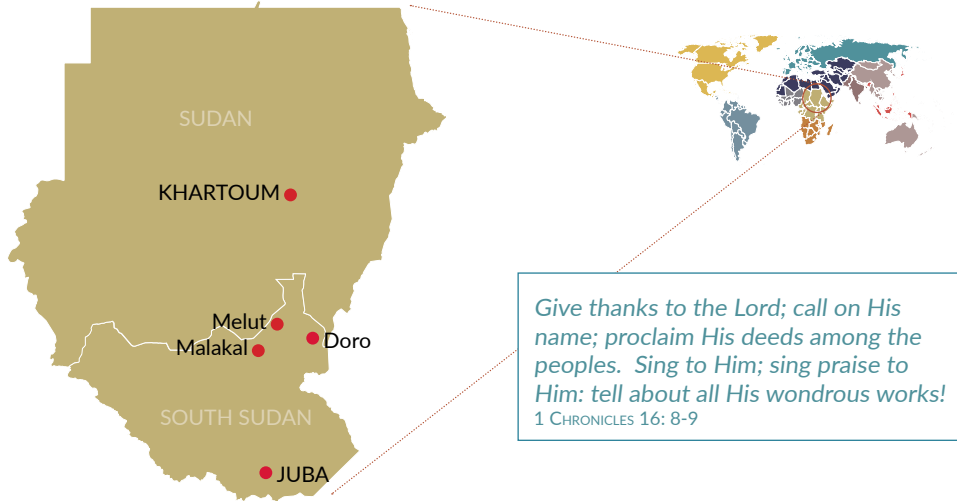 SUDAN
KHARTOUM
Melut
Doro
Malakal
SOUTH SUDAN
JUBA
Give thanks to the Lord; call on His
name; proclaim His deeds among the
peoples. Sing to Him; sing praise to
Him: tell about all His wondrous works!
1 Chronicles 16: 8-9